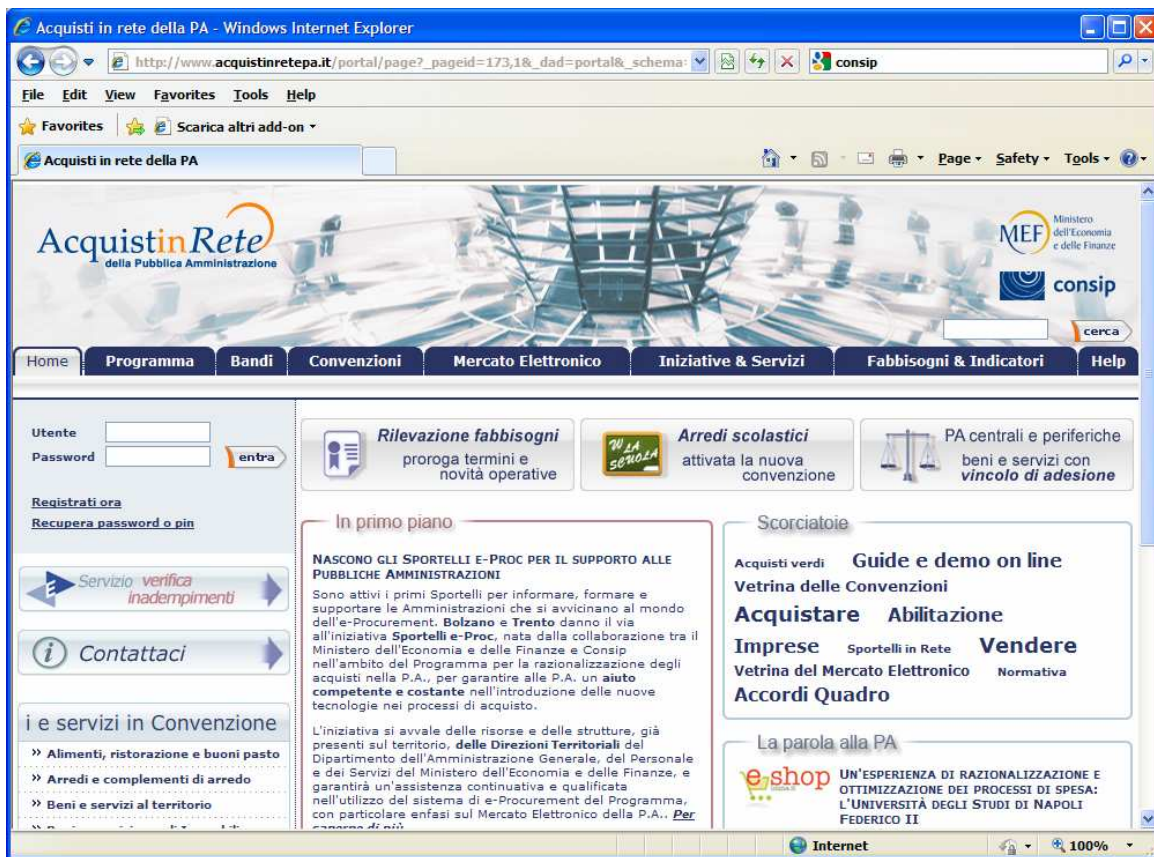 Acquisti in rete della PA - Windows Internet Explorer
http://www.acquistinretepa.it/portal/page?_pageid=173,1&_dad=portal&_schema=
consip
File Edit View Favorites Tools Help
Favorites Scarica altri add-on
Acquisti in rete della PA
Page Safety Tools
AcquistinRete
della Pubblica Amministrazione
MEF
Ministero
dell'Economia
e delle Finanze
consip
cerca
Home Programma Bandi Convenzioni Mercato Elettronico Iniziative & Servizi Fabbisogni & Indicatori Help
Utente
Password
entra
Registrati ora
Recupera password o pin
Servizio verifica
inadempimenti
Contattaci
i e servizi in Convenzione
» Alimenti, ristorazione e buoni pasto
» Arredi e complementi di arredo
» Beni e servizi al territorio
Rilevazione fabbisogni
proroga termini e
novità operative
W LA
SCUOLA
Arredi scolastici
attivata la nuova
convenzione
PA centrali e periferiche
beni e servizi con
vincolo di adesione
In primo piano
NASCONO GLI SPORTELLI E-PROC PER IL SUPPORTO ALLE
PUBBLICHE AMMINISTRAZIONI
Sono attivi i primi Sportelli per informare, formare e
supportare le Amministrazioni che si avvicinano al mondo
dell'e-Procurement. Bolzano e Trento danno il via
all'iniziativa Sportelli e-Proc, nata dalla collaborazione tra il
Ministero dell'Economia e delle Finanze e Consip
nell'ambito del Programma per la razionalizzazione degli
acquisti nella P.A., per garantire alle P.A. un aiuto
competente e costante nell'introduzione delle nuove
tecnologie nei processi di acquisto.
L'iniziativa si avvale delle risorse e delle strutture, già
presenti sul territorio, delle Direzioni Territoriali del
Dipartimento dell'Amministrazione Generale, del Personale
e dei Servizi del Ministero dell'Economia e delle Finanze, e
garantirà un'assistenza continuativa e qualificata
nell'utilizzo del sistema di e-Procurement del Programma,
con particolare enfasi sul Mercato Elettronico della P.A.. Per
saperne di più
Scorciatoie
Acquisti verdi Guide e demo on line
Vetrina delle Convenzioni
Acquistare Abilitazione
Imprese Sportelli in Rete Vendere
Vetrina del Mercato Elettronico Normativa
Accordi Quadro
La parola alla PA
e-shop
UN'ESPERIENZA DI RAZIONALIZZAZIONE E
OTTIMIZZAZIONE DEI PROCESSI DI SPESA:
L'UNIVERSITÀ DEGLI STUDI DI NAPOLI
FEDERICO II
Internet
100%